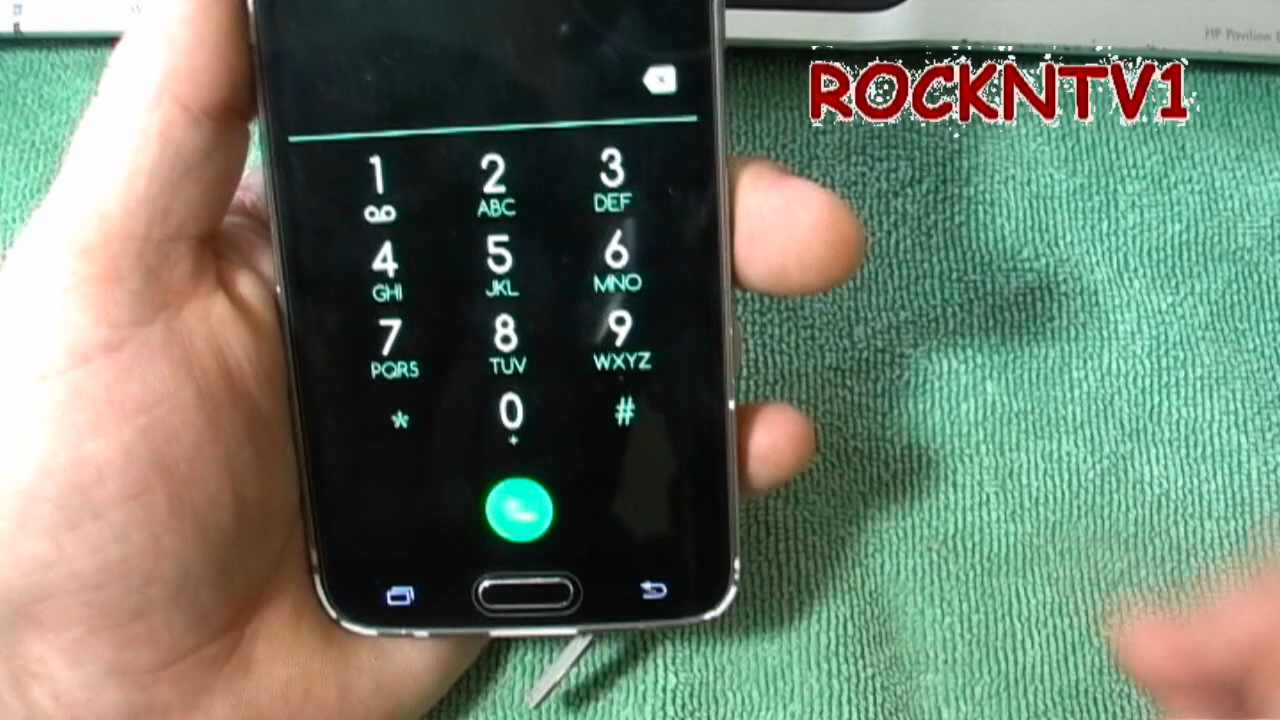 HP Pavilion
ROCKNTV1
1 2 3
ABC DEF
4 5 6
GHI JKL MNO
7 8 9
PQRS TUV WXYZ
* 0 #
+